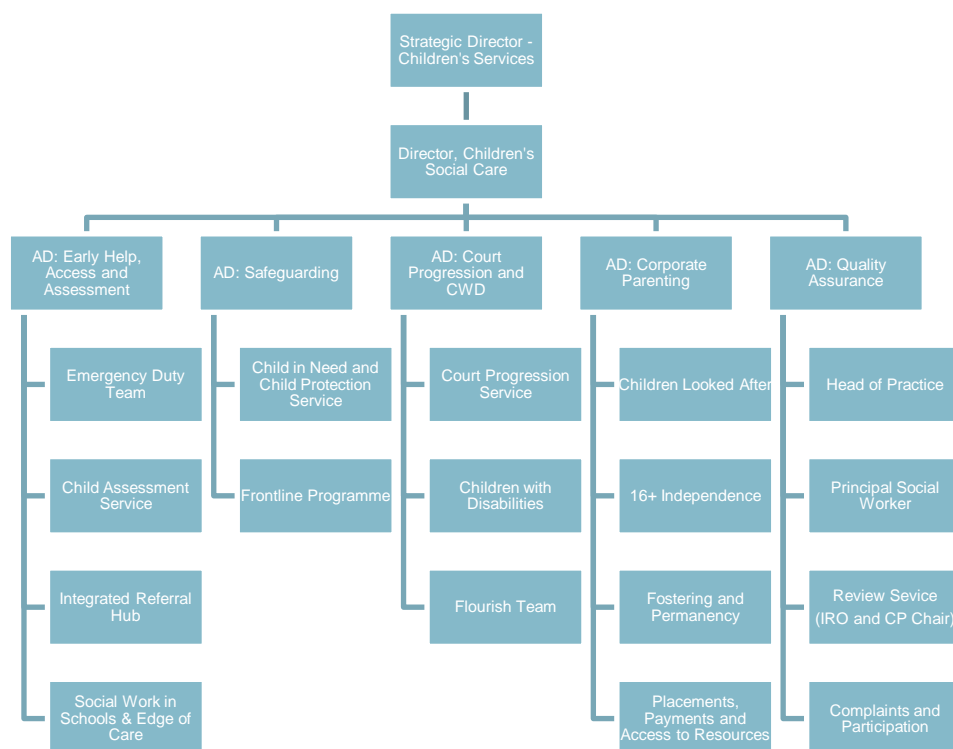 Strategic Director -
Children's Services
Director, Children's
Social Care
AD: Early Help,
Access and
Assessment
AD: Safeguarding
AD: Court
Progression and
CWD
AD: Corporate
Parenting
AD: Quality
Assurance
Emergency Duty
Team
Child in Need and
Child Protection
Service
Court Progression
Service
Children Looked After
Head of Practice
Child Assessment
Service
Frontline Programme
Children with
Disabilities
16+ Independence
Principal Social
Worker
Integrated Referral
Hub
Flourish Team
Fostering and
Permanency
Review Sevice
(IRO and CP Chair)
Social Work in
Schools & Edge of
Care
Placements,
Payments and
Access to Resources
Complaints and
Participation